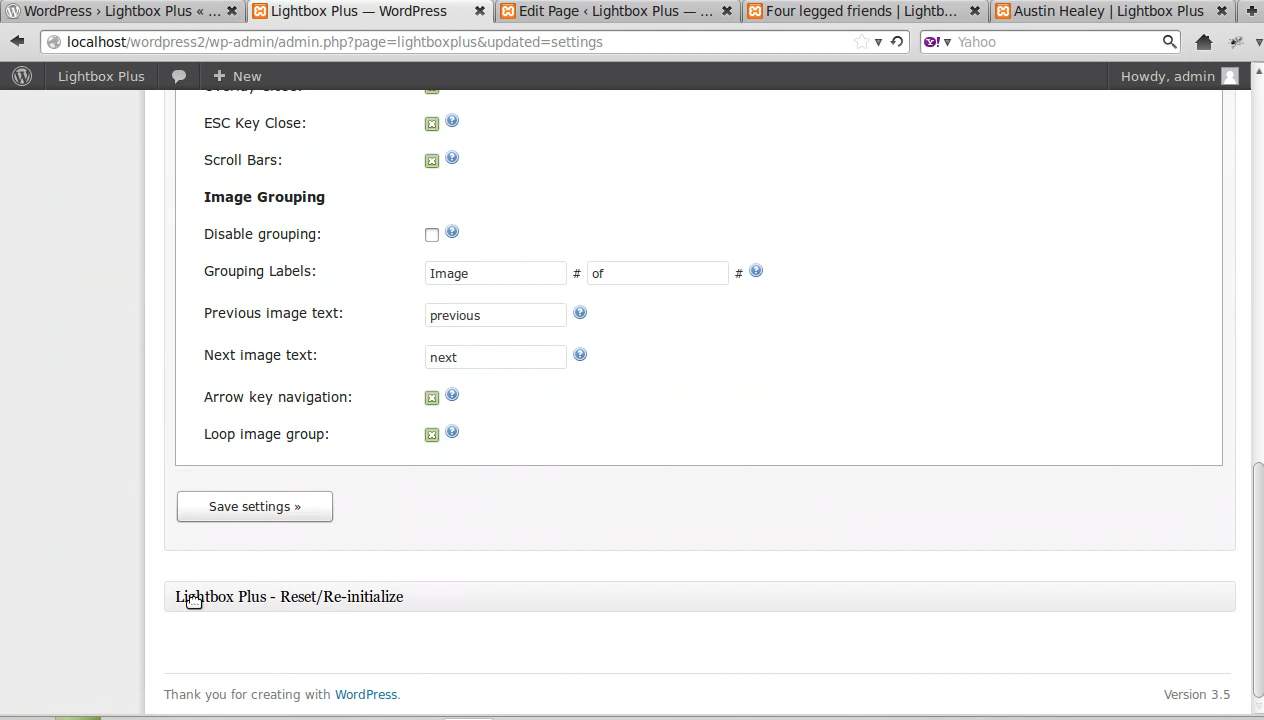 WordPress › Lightbox Plus « ...
Lightbox Plus — WordPress
Edit Page ‹ Lightbox Plus — ...
Four legged friends | Lightb...
Austin Healey | Lightbox Plus
localhost/wordpress2/wp-admin/admin.php?page=lightboxplus&updated=settings
Yahoo
Lightbox Plus
New
Howdy, admin
Overlay Close:
ESC Key Close:
Scroll Bars:
Image Grouping
Disable grouping:
Grouping Labels: Image # of #
Previous image text: previous
Next image text: next
Arrow key navigation:
Loop image group:
Save settings »
Lightbox Plus - Reset/Re-initialize
Thank you for creating with WordPress.
Version 3.5